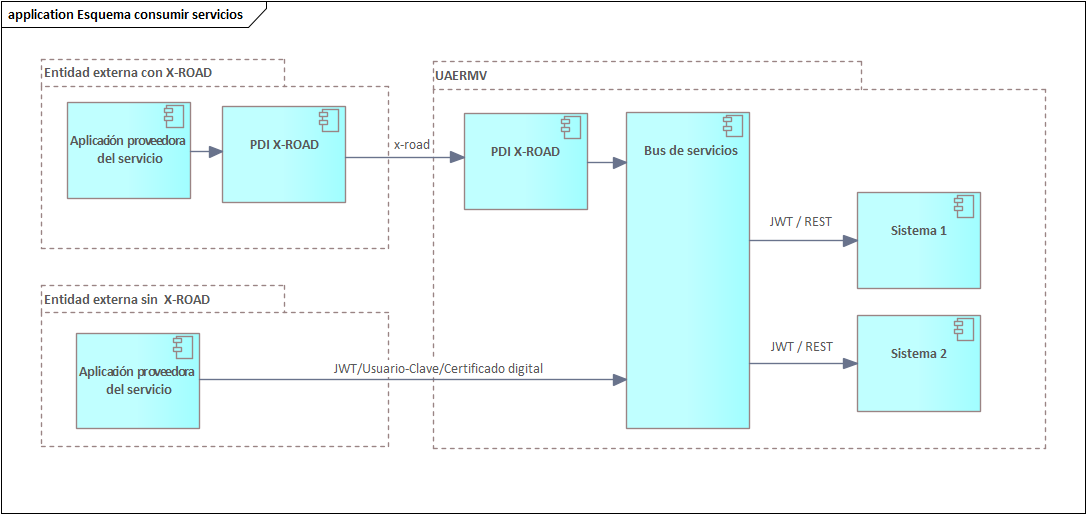 application Esquema consumir servicios
Entidad externa con X-ROAD
Aplicación proveedora
del servicio
PDI X-ROAD
x-road
UAERMV
PDI X-ROAD
Bus de servicios
JWT / REST
Sistema 1
JWT / REST
Sistema 2
Entidad externa sin  X-ROAD
Aplicación proveedora
del servicio
JWT/Usuario-Clave/Certificado digital